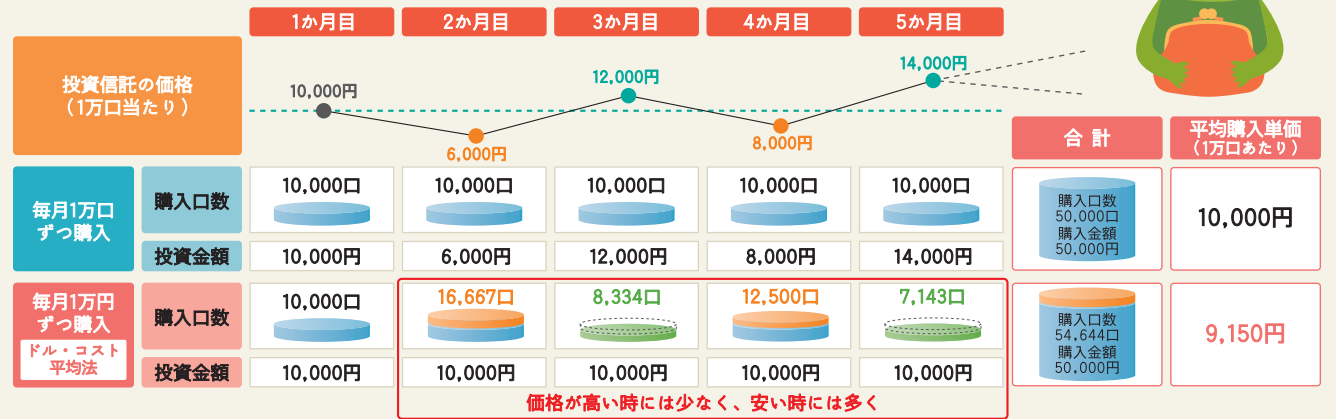 1か月目
2か月目
3か月目
4か月目
5か月目
投資信託の価格
（1万口当たり）
10,000円
6,000円
12,000円
8,000円
14,000円
合 計
平均購入単価
（1万口あたり）
毎月1万口
ずつ購入
購入口数
10,000口
10,000口
10,000口
10,000口
10,000口
投資金額
10,000円
6,000円
12,000円
8,000円
14,000円
購入口数
50,000口
購入金額
50,000円
10,000円
毎月1万円
ずつ購入
ドル・コスト
平均法
購入口数
10,000口
16,667口
8,334口
12,500口
7,143口
投資金額
10,000円
10,000円
10,000円
10,000円
10,000円
購入口数
54,644口
購入金額
50,000円
9,150円
価格が高い時には少なく、安い時には多く